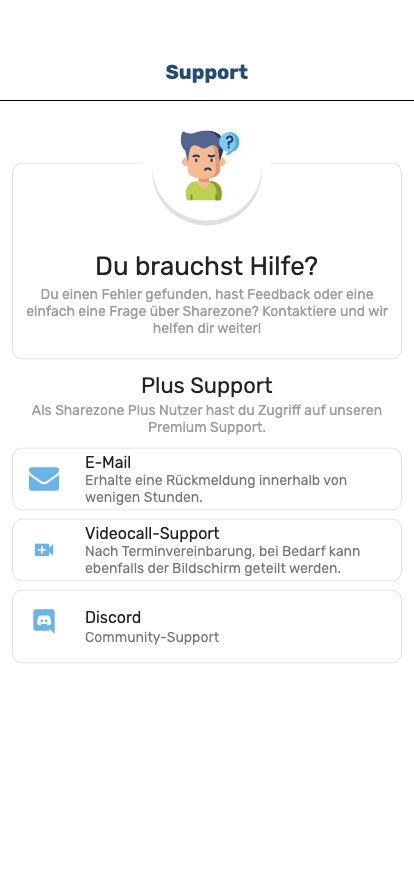 Support
?
Du brauchst Hilfe?
Du einen Fehler gefunden, hast Feedback oder eine
einfach eine Frage über Sharezone? Kontaktiere und wir
helfen dir weiter!
Plus Support
Als Sharezone Plus Nutzer hast du Zugriff auf unseren
Premium Support.
E-Mail
Erhalte eine Rückmeldung innerhalb von
wenigen Stunden.
Videocall-Support
Nach Terminvereinbarung, bei Bedarf kann
ebenfalls der Bildschirm geteilt werden.
Discord
Community-Support